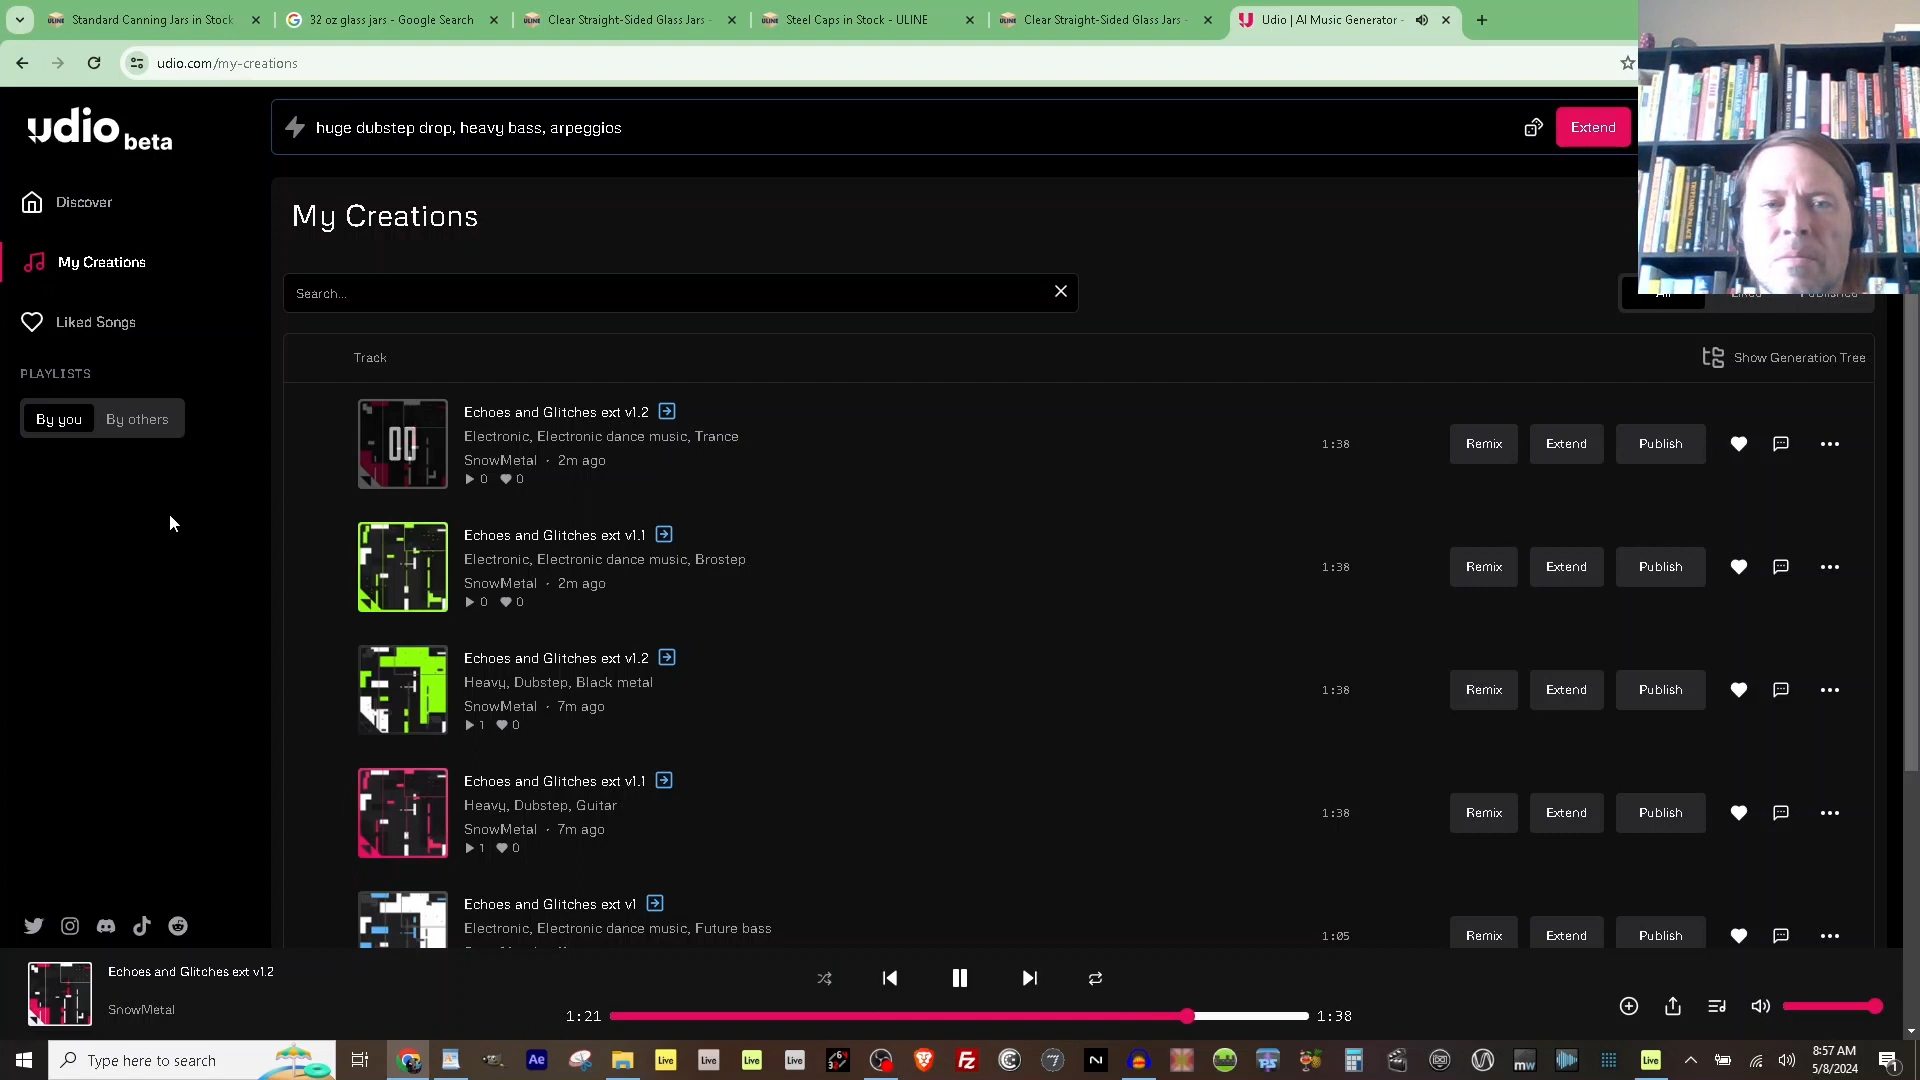 Standard Canning Jars in Stock
32 oz glass jars - Google Search
Clear Straight-Sided Glass Jars -
Steel Caps in Stock - ULINE
Clear Straight-Sided Glass Jars -
Udio | AI Music Generator -
udio.com/my-creations
udio beta
huge dubstep drop, heavy bass, arpeggios
Extend
Discover
My Creations
Liked Songs
PLAYLISTS
By you
By others
My Creations
Search...
Track
Show Generation Tree
Echoes and Glitches ext v1.2
Electronic, Electronic dance music, Trance
SnowMetal · 2m ago
0 0
1:38
Remix
Extend
Publish
Echoes and Glitches ext v1.1
Electronic, Electronic dance music, Brostep
SnowMetal · 2m ago
0 0
1:38
Remix
Extend
Publish
Echoes and Glitches ext v1.2
Heavy, Dubstep, Black metal
SnowMetal · 7m ago
1 0
1:38
Remix
Extend
Publish
Echoes and Glitches ext v1.1
Heavy, Dubstep, Guitar
SnowMetal · 7m ago
1 0
1:38
Remix
Extend
Publish
Echoes and Glitches ext v1
Electronic, Electronic dance music, Future bass
1:05
Remix
Extend
Publish
Echoes and Glitches ext v1.2
SnowMetal
1:21
1:38
Type here to search
8:57 AM
5/8/2024